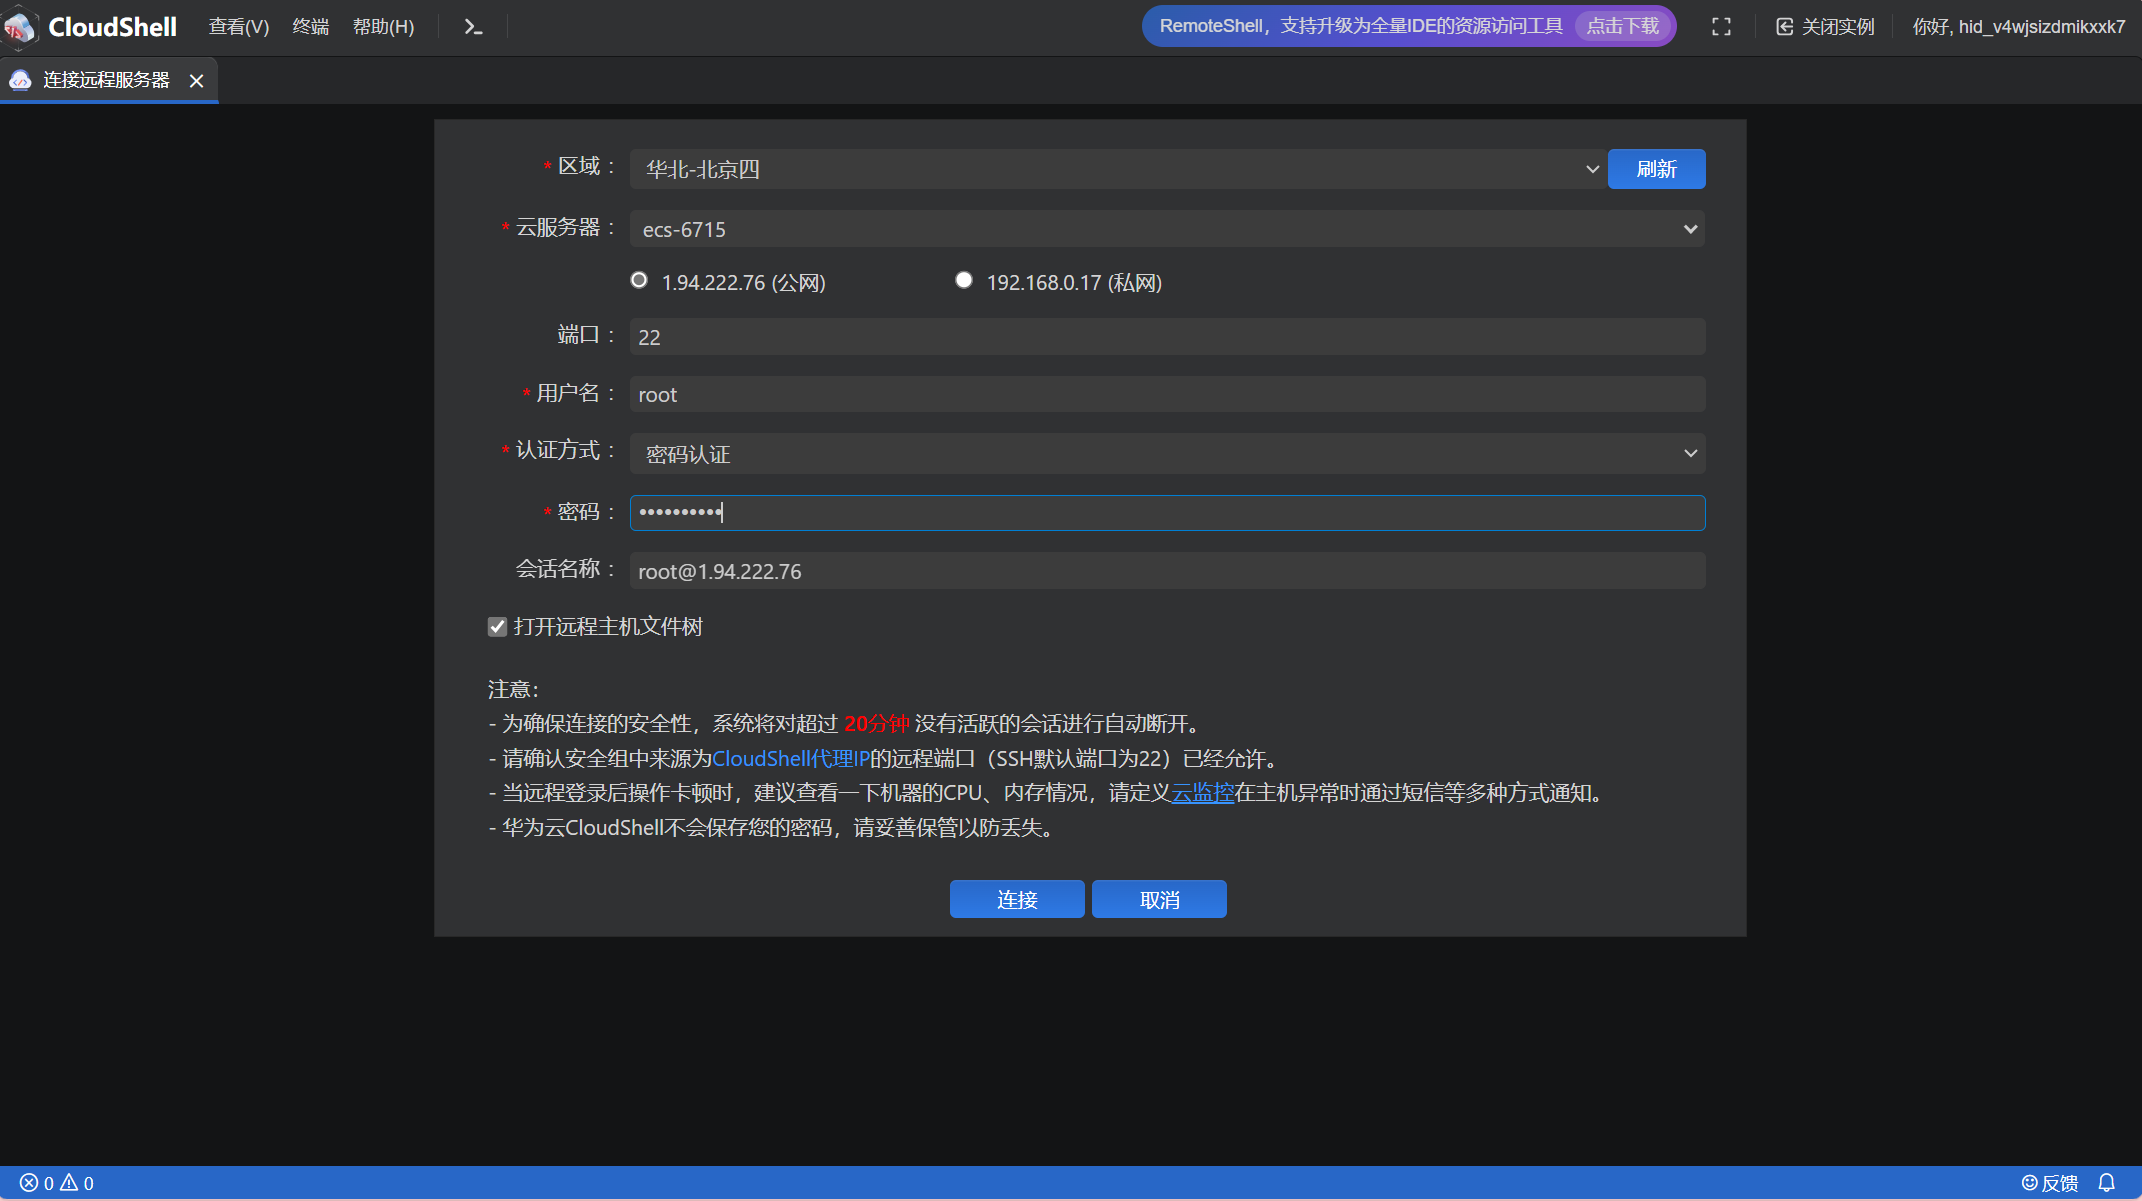 CloudShell 查看(V) 终端 帮助(H) RemoteShell，支持升级为全量IDE的资源访问工具 点击下载 关闭实例 你好, hid_v4wjsizdmikxxk7
连接远程服务器
* 区域： 华北-北京四 刷新
* 云服务器： ecs-6715
1.94.222.76 (公网) 192.168.0.17 (私网)
端口： 22
* 用户名： root
* 认证方式： 密码认证
* 密码： ••••••••••
会话名称： root@1.94.222.76
打开远程主机文件树
注意：
- 为确保连接的安全性，系统将对超过 20分钟 没有活跃的会话进行自动断开。
- 请确认安全组中来源为CloudShell代理IP的远程端口（SSH默认端口为22）已经允许。
- 当远程登录后操作卡顿时，建议查看一下机器的CPU、内存情况，请定义云监控在主机异常时通过短信等多种方式通知。
- 华为云CloudShell不会保存您的密码，请妥善保管以防丢失。
连接 取消
0 0 反馈